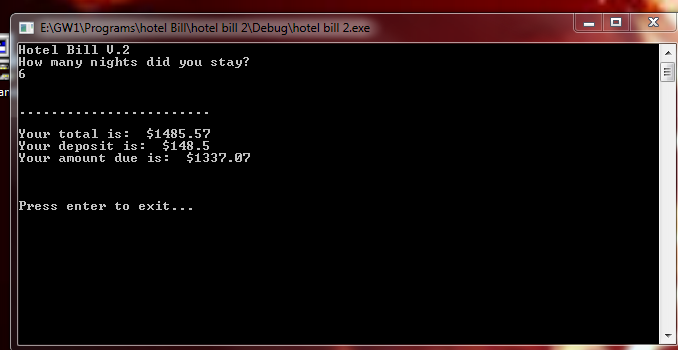 E:\GW1\Programs\hotel Bill\hotel bill 2\Debug\hotel bill 2.exe
Hotel Bill V.2
How many nights did you stay?
6
------------------------
Your total is:  $1485.57
Your deposit is:  $148.5
Your amount due is:  $1337.07
Press enter to exit...